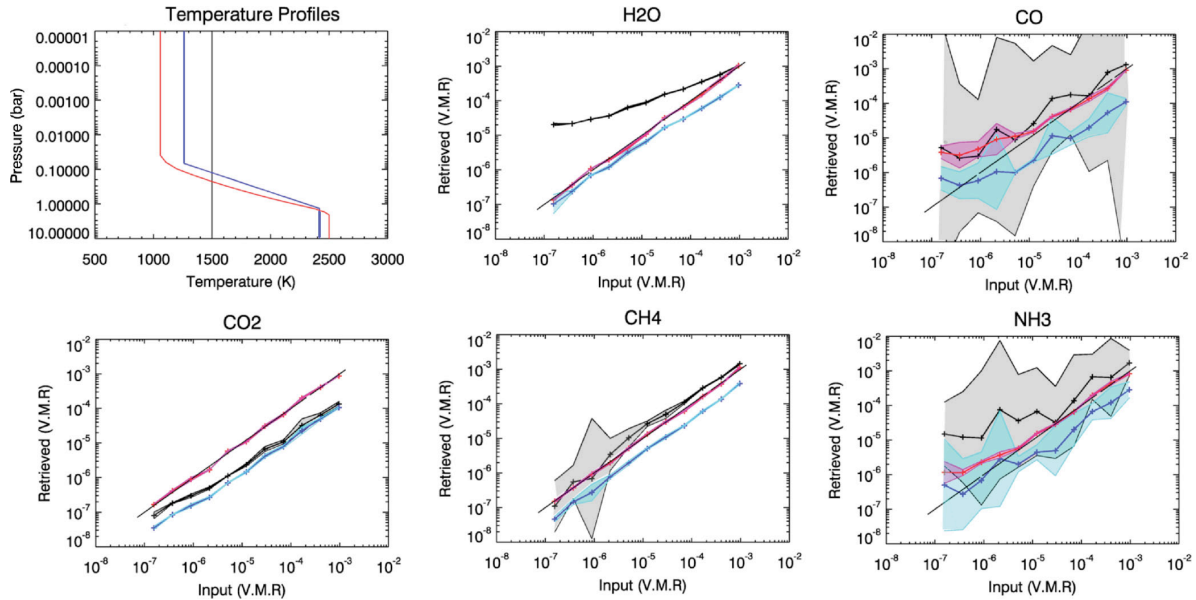 Temperature Profiles
0.00001
0.00010
0.00100
0.01000
0.10000
1.00000
10.00000
Pressure (bar)
500 1000 1500 2000 2500 3000
Temperature (K)
H2O
10⁻²
10⁻³
10⁻⁴
10⁻⁵
10⁻⁶
10⁻⁷
10⁻⁸
Retrieved (V.M.R)
10⁻⁸ 10⁻⁷ 10⁻⁶ 10⁻⁵ 10⁻⁴ 10⁻³ 10⁻²
Input (V.M.R)
CO
10⁻²
10⁻³
10⁻⁴
10⁻⁵
10⁻⁶
10⁻⁷
10⁻⁸
Retrieved (V.M.R)
10⁻⁸ 10⁻⁷ 10⁻⁶ 10⁻⁵ 10⁻⁴ 10⁻³ 10⁻²
Input (V.M.R)
CO2
10⁻²
10⁻³
10⁻⁴
10⁻⁵
10⁻⁶
10⁻⁷
10⁻⁸
Retrieved (V.M.R)
10⁻⁸ 10⁻⁷ 10⁻⁶ 10⁻⁵ 10⁻⁴ 10⁻³ 10⁻²
Input (V.M.R)
CH4
10⁻²
10⁻³
10⁻⁴
10⁻⁵
10⁻⁶
10⁻⁷
10⁻⁸
Retrieved (V.M.R)
10⁻⁸ 10⁻⁷ 10⁻⁶ 10⁻⁵ 10⁻⁴ 10⁻³ 10⁻²
Input (V.M.R)
NH3
10⁻²
10⁻³
10⁻⁴
10⁻⁵
10⁻⁶
10⁻⁷
10⁻⁸
Retrieved (V.M.R)
10⁻⁸ 10⁻⁷ 10⁻⁶ 10⁻⁵ 10⁻⁴ 10⁻³ 10⁻²
Input (V.M.R)